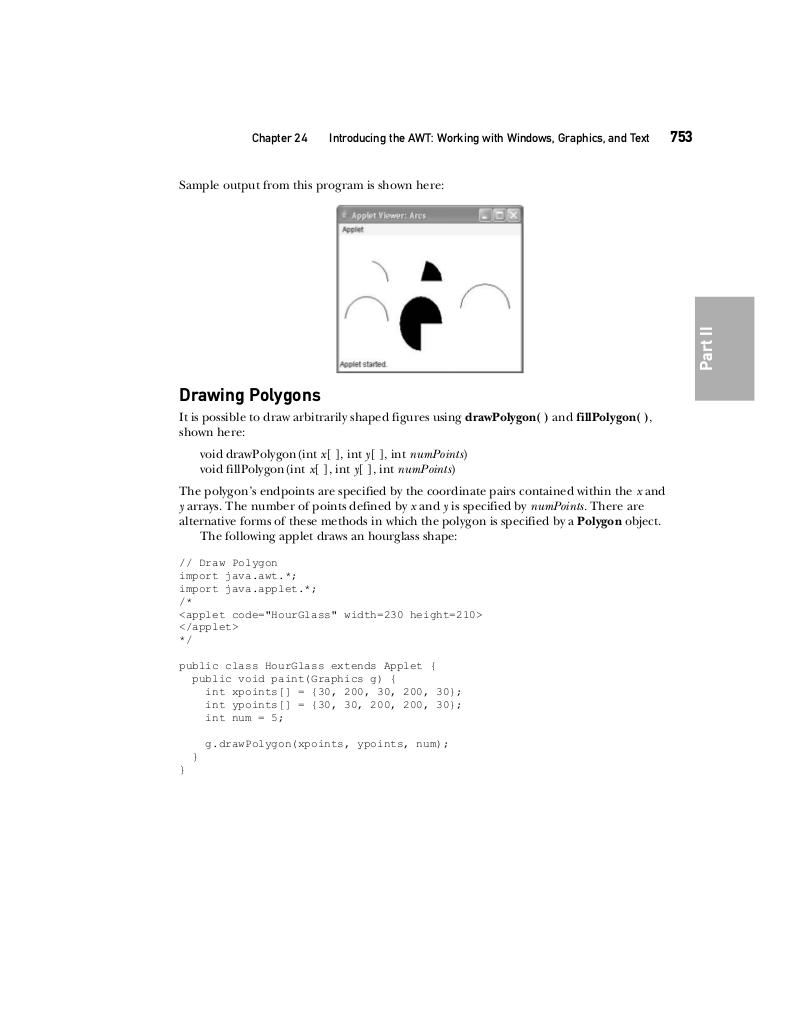 Chapter 24 Introducing the AWT: Working with Windows, Graphics, and Text 753
Sample output from this program is shown here:
Applet Viewer: Arcs
Applet
Applet started.
Part II
Drawing Polygons
It is possible to draw arbitrarily shaped figures using drawPolygon( ) and fillPolygon( ),
shown here:
void drawPolygon(int x[ ], int y[ ], int numPoints)
void fillPolygon(int x[ ], int y[ ], int numPoints)
The polygon's endpoints are specified by the coordinate pairs contained within the x and
y arrays. The number of points defined by x and y is specified by numPoints. There are
alternative forms of these methods in which the polygon is specified by a Polygon object.
The following applet draws an hourglass shape:
// Draw Polygon
import java.awt.*;
import java.applet.*;
/*
<applet code="HourGlass" width=230 height=210>
</applet>
*/
public class HourGlass extends Applet {
public void paint(Graphics g) {
int xpoints[] = {30, 200, 30, 200, 30};
int ypoints[] = {30, 30, 200, 200, 30};
int num = 5;
g.drawPolygon(xpoints, ypoints, num);
}
}